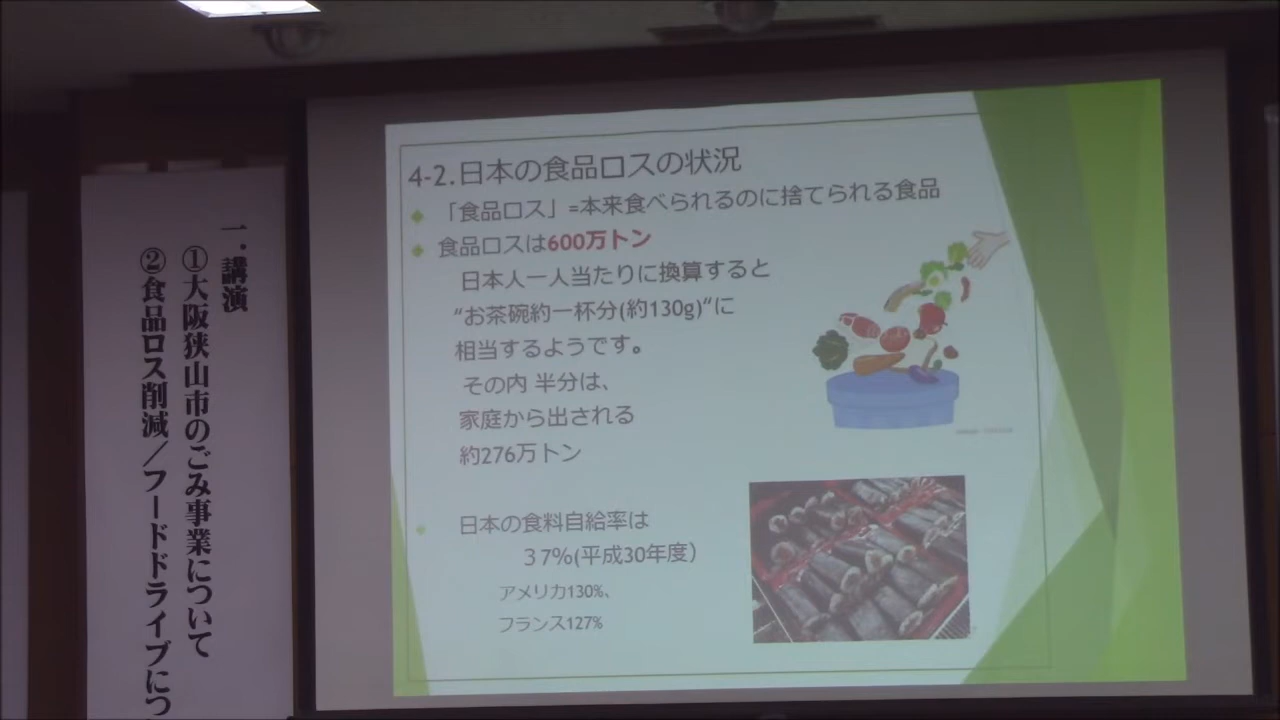 一.講演
①大阪狭山市のごみ事業について
②食品ロス削減／フードドライブにつ
4-2.日本の食品ロスの状況
「食品ロス」=本来食べられるのに捨てられる食品
食品ロスは600万トン
日本人一人当たりに換算すると
“お茶碗約一杯分(約130g)“に
相当するようです。
その内 半分は、
家庭から出される
約276万トン
日本の食料自給率は
３7%(平成30年度）
アメリカ130%、
フランス127%